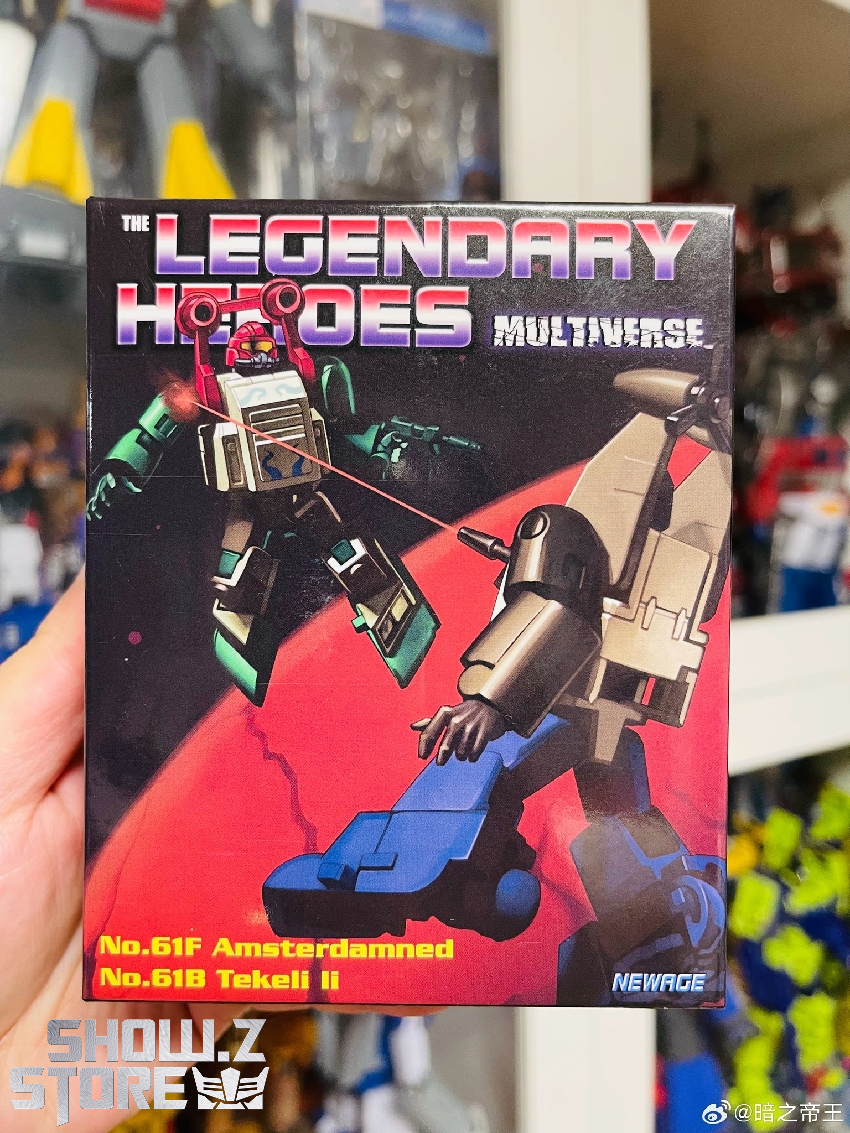 THE LEGENDARY
HEROES MULTIVERSE
No.61F Amsterdamned
No.61B Tekeli li
NEWAGE
SHOW.Z
STORE
@暗之帝王